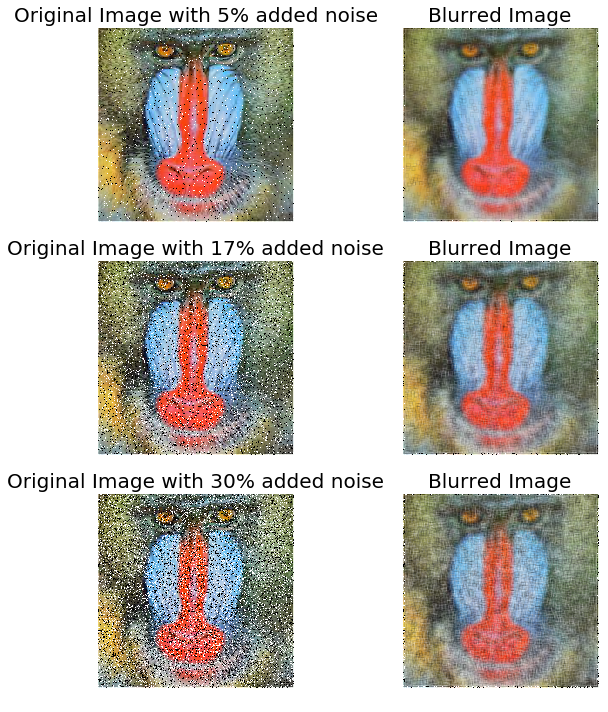 Original Image with 5% added noise
Blurred Image
Original Image with 17% added noise
Blurred Image
Original Image with 30% added noise
Blurred Image